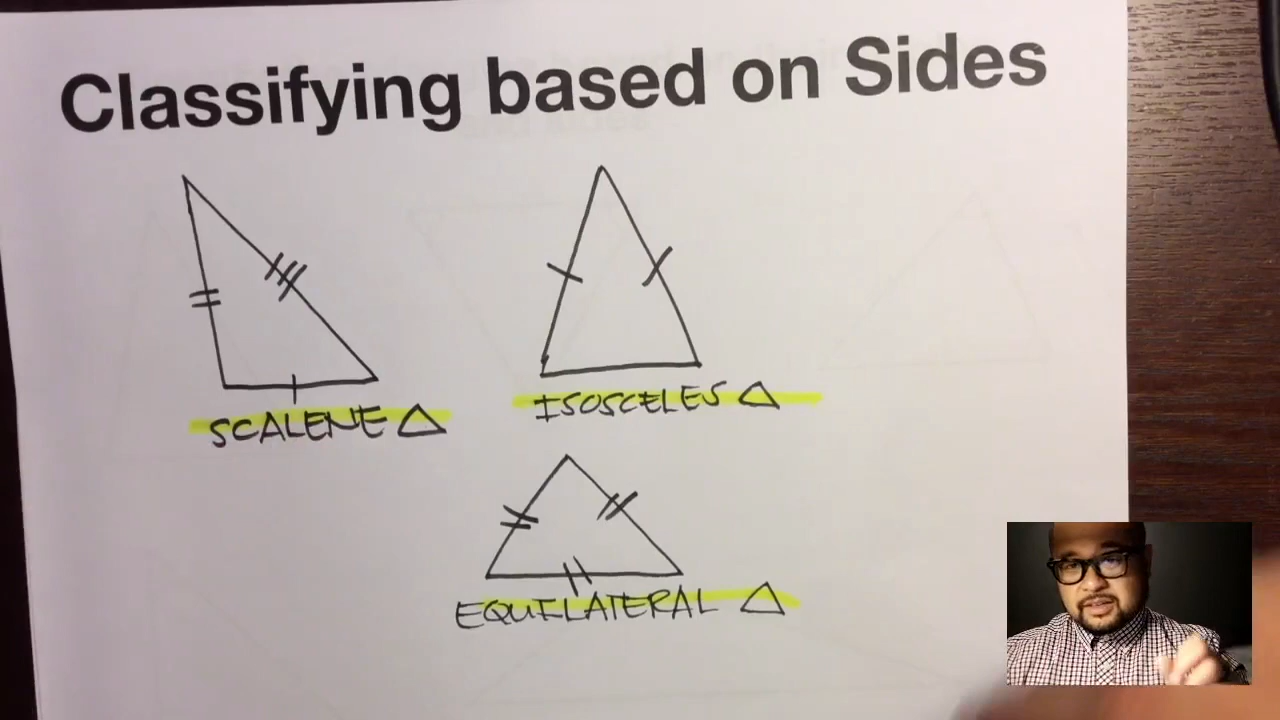 Classifying based on Sides
SCALENE △
ISOSCELES △
EQUILATERAL △